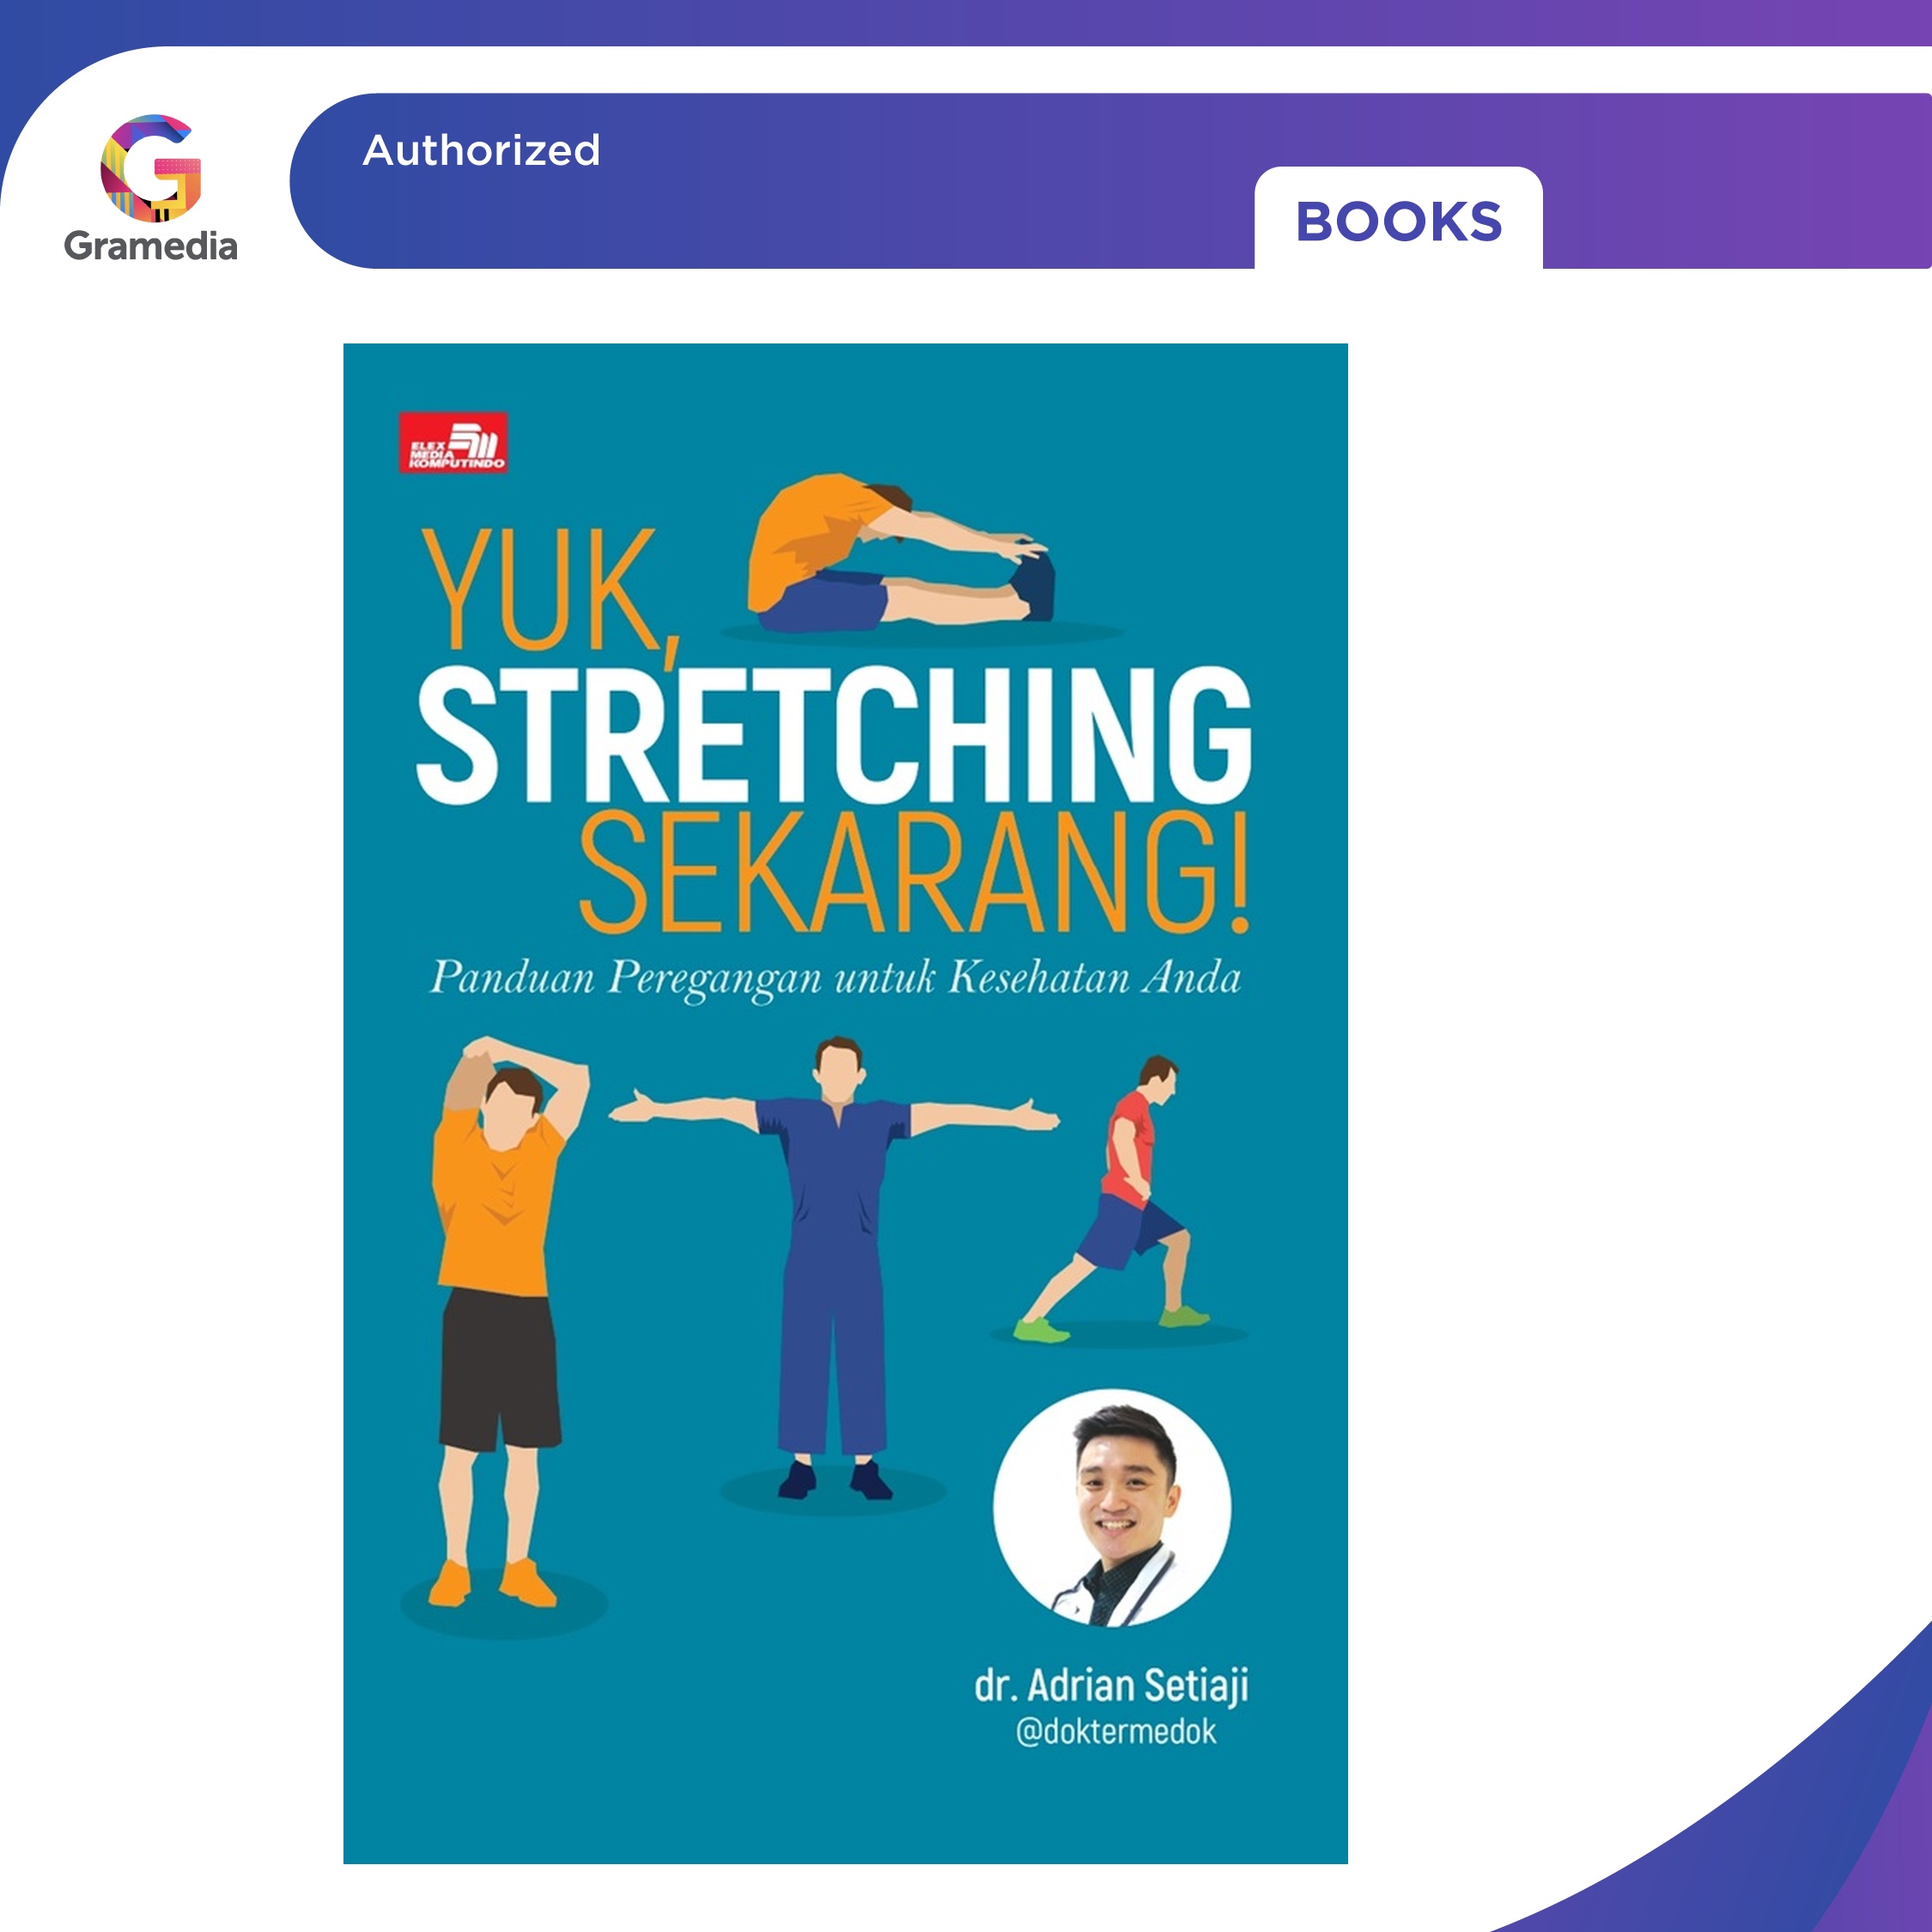 Authorized
BOOKS
Gramedia
ELEX
MEDIA
KOMPUTINDO
YUK,
STRETCHING
SEKARANG!
Panduan Peregangan untuk Kesehatan Anda
dr. Adrian Setiaji
@doktermedok